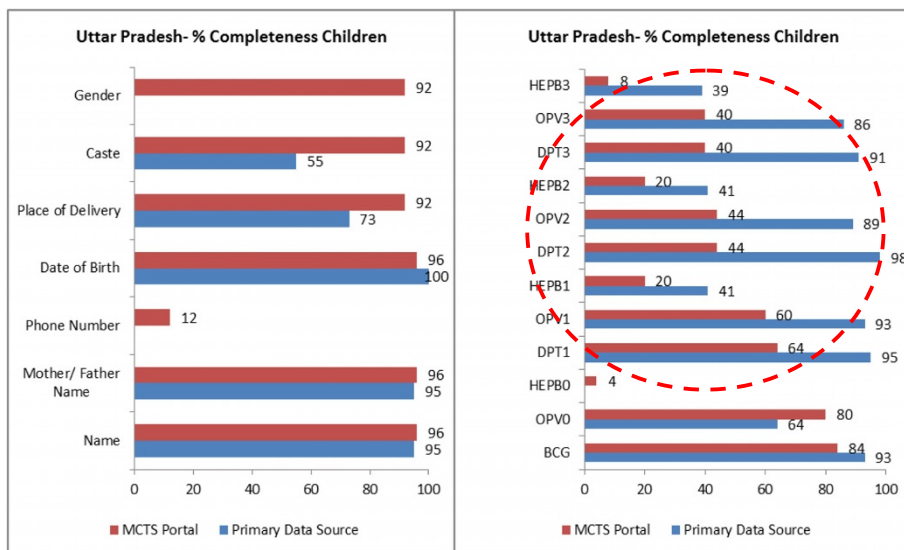 Uttar Pradesh- % Completeness Children
Gender
92
Caste
92
55
Place of Delivery
92
73
Date of Birth
96
100
Phone Number
12
Mother/ Father
Name
96
95
Name
96
95
0 20 40 60 80 100
MCTS Portal Primary Data Source
Uttar Pradesh- % Completeness Children
HEPB3
8
39
OPV3
40
86
DPT3
40
91
HEPB2
20
41
OPV2
44
89
DPT2
44
98
HEPB1
20
41
OPV1
60
93
DPT1
64
95
HEPB0
4
OPV0
80
64
BCG
84
93
0 20 40 60 80 100
MCTS Portal Primary Data Source